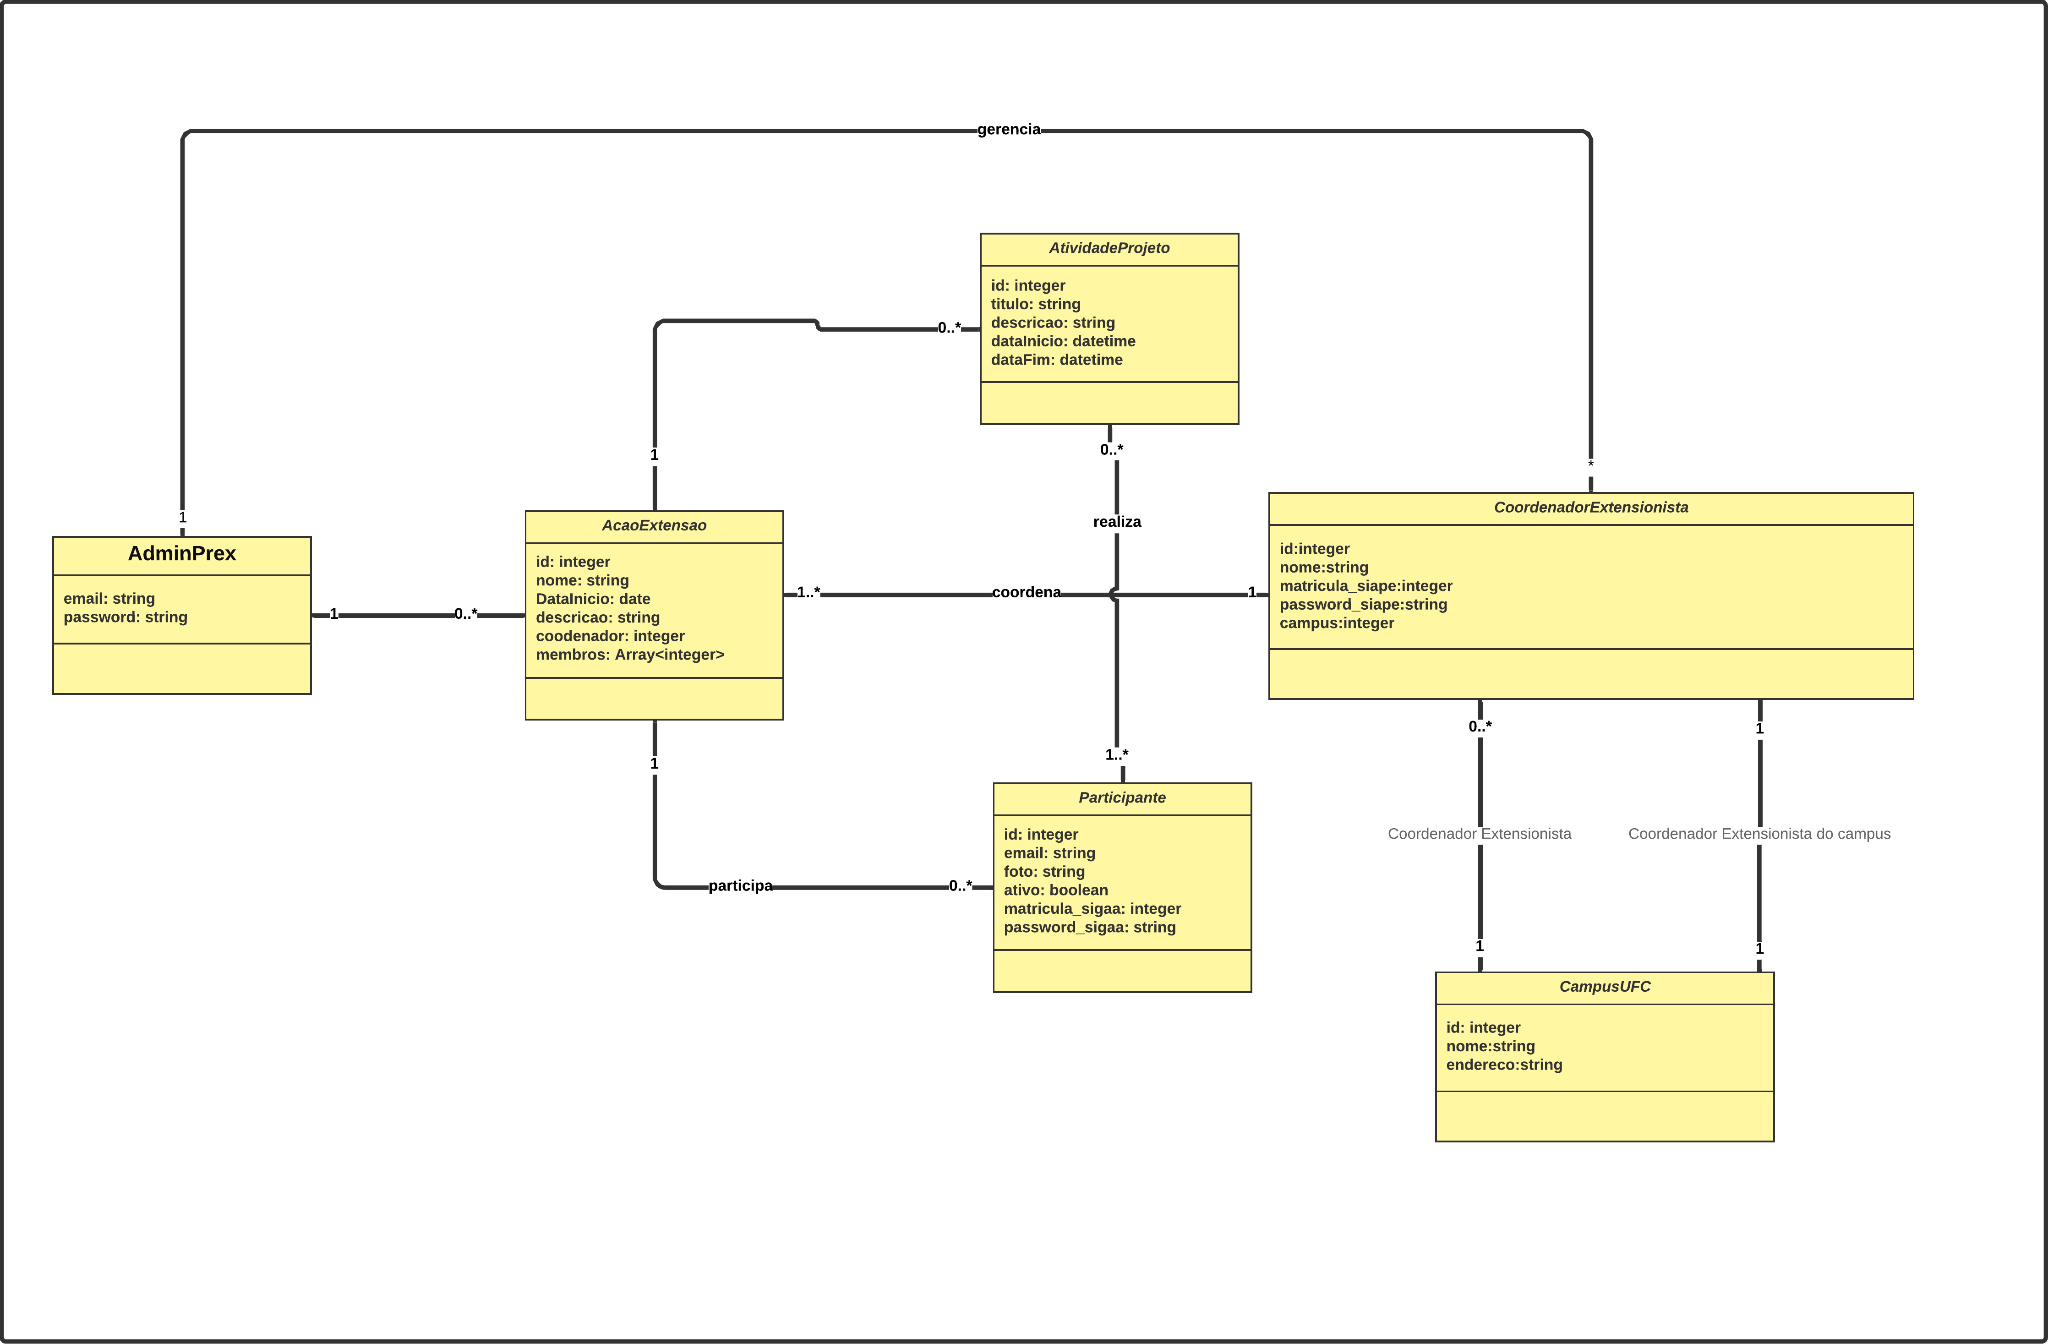 gerencia
AtividadeProjeto
id: integer
titulo: string
descricao: string
dataInicio: datetime
dataFim: datetime
0..*
1
0..*
realiza
*
1
AdminPrex
email: string
password: string
1
0..*
AcaoExtensao
id: integer
nome: string
DataInicio: date
descricao: string
coodenador: integer
membros: Array<integer>
1..*
coordena
1
CoordenadorExtensionista
id:integer
nome:string
matricula_siape:integer
password_siape:string
campus:integer
1
participa
0..*
1..*
Participante
id: integer
email: string
foto: string
ativo: boolean
matricula_sigaa: integer
password_sigaa: string
0..*
1
Coordenador Extensionista
Coordenador Extensionista do campus
1
1
CampusUFC
id: integer
nome:string
endereco:string